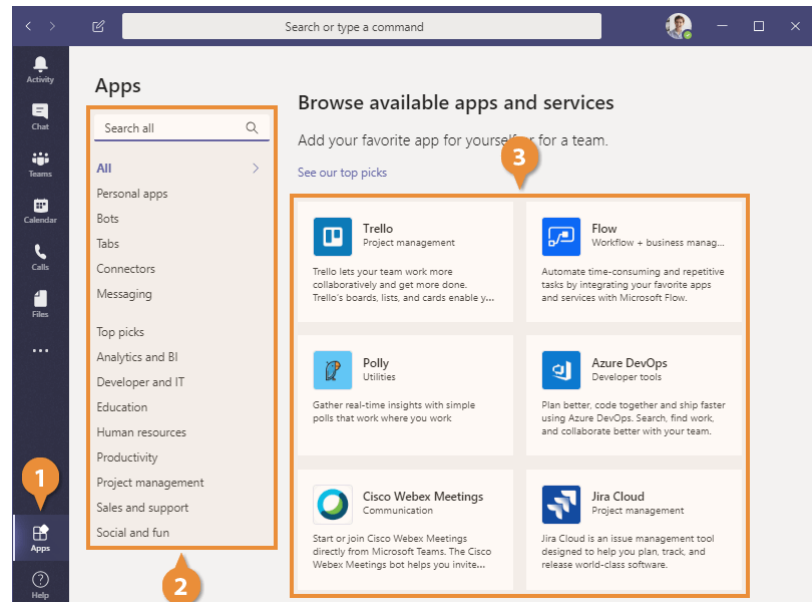 Search or type a command
Activity
Chat
Teams
Calendar
Calls
Files
1
Apps
Help
Apps
Search all
All
Personal apps
Bots
Tabs
Connectors
Messaging
Top picks
Analytics and BI
Developer and IT
Education
Human resources
Productivity
Project management
Sales and support
Social and fun
2
Browse available apps and services
Add your favorite app for yourself or for a team.
3
See our top picks
Trello
Project management
Trello lets your team work more
collaboratively and get more done.
Trello's boards, lists, and cards enable y...
Flow
Workflow + business manag...
Automate time-consuming and repetitive
tasks by integrating your favorite apps
and services with Microsoft Flow.
Polly
Utilities
Gather real-time insights with simple
polls that work where you work
Azure DevOps
Developer tools
Plan better, code together and ship faster
using Azure DevOps. Search, find work,
and collaborate better with your team.
Cisco Webex Meetings
Communication
Start or join Cisco Webex Meetings
directly from Microsoft Teams. The Cisco
Webex Meetings bot helps you invite...
Jira Cloud
Project management
Jira Cloud is an issue management tool
designed to help you plan, track, and
release world-class software.